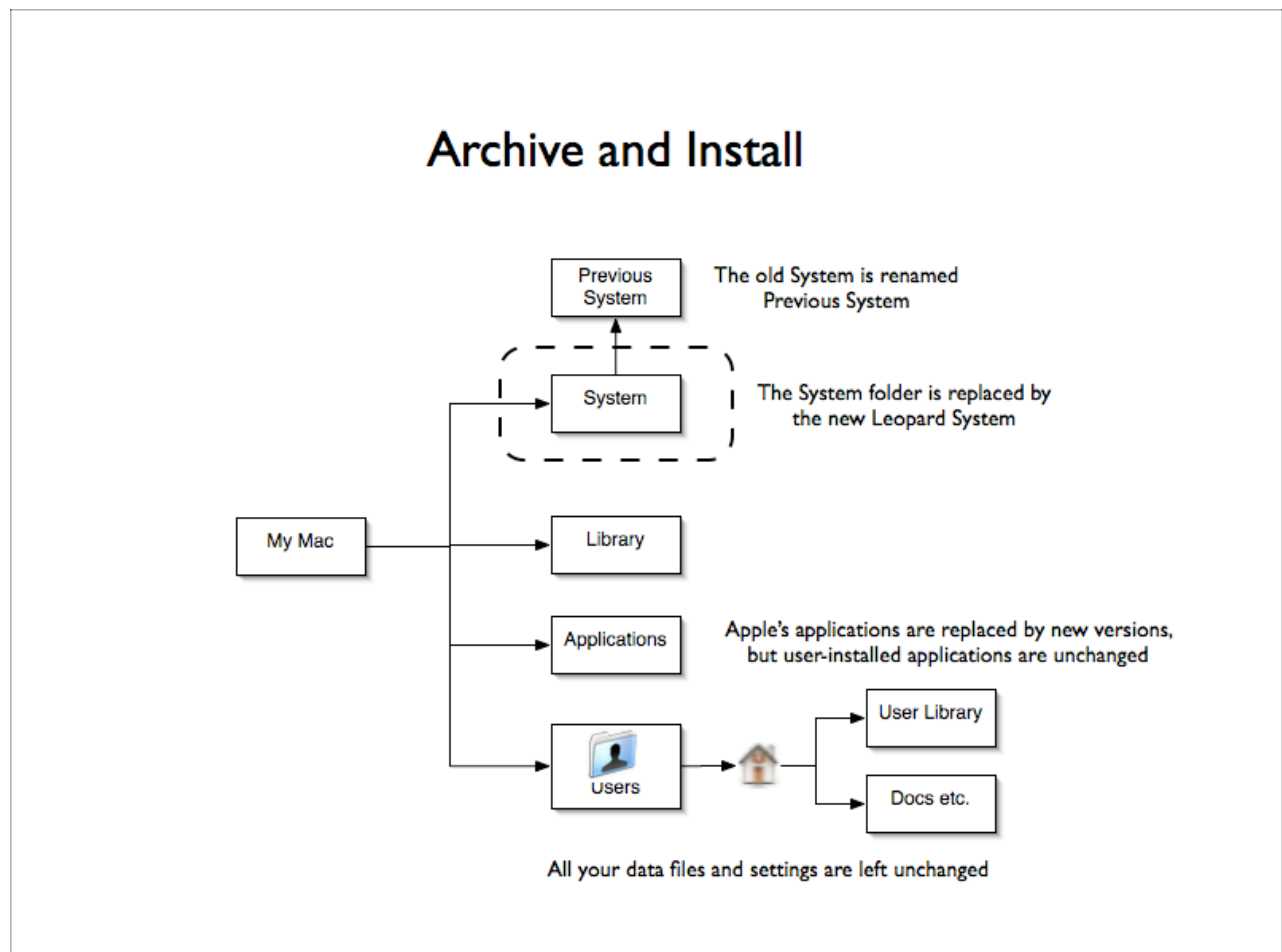 Archive and Install
Previous
System
The old System is renamed
Previous System
System
The System folder is replaced by
the new Leopard System
My Mac
Library
Applications
Apple's applications are replaced by new versions,
but user-installed applications are unchanged
User Library
Users
Docs etc.
All your data files and settings are left unchanged